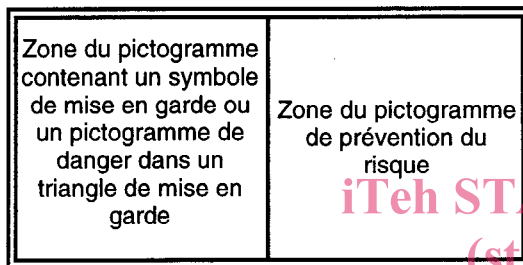 Zone du pictogramme
contenant un symbole
de mise en garde ou
un pictogramme de
danger dans un
triangle de mise en
garde
Zone du pictogramme
de prévention du
risque
iTeh STA
(st